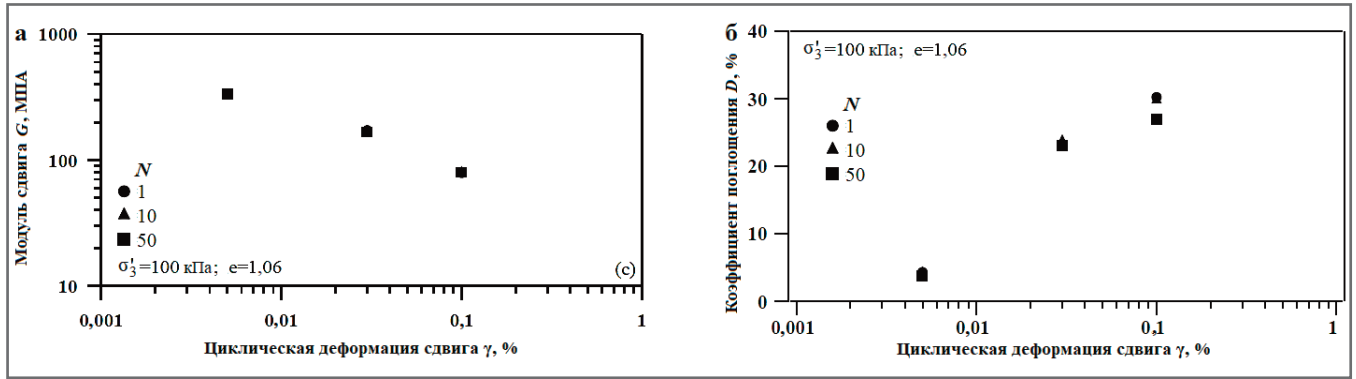 а
1000
100
10
Модуль сдвига G, МПА
N
1
10
50
σ'₃=100 кПа; e=1,06
(c)
0,001
0,01
0,1
1
Циклическая деформация сдвига γ, %
б
40
30
20
10
0
Коэффициент поглощения D, %
σ'₃=100 кПа; e=1,06
N
1
10
50
0,001
0,01
0,1
1
Циклическая деформация сдвига γ, %